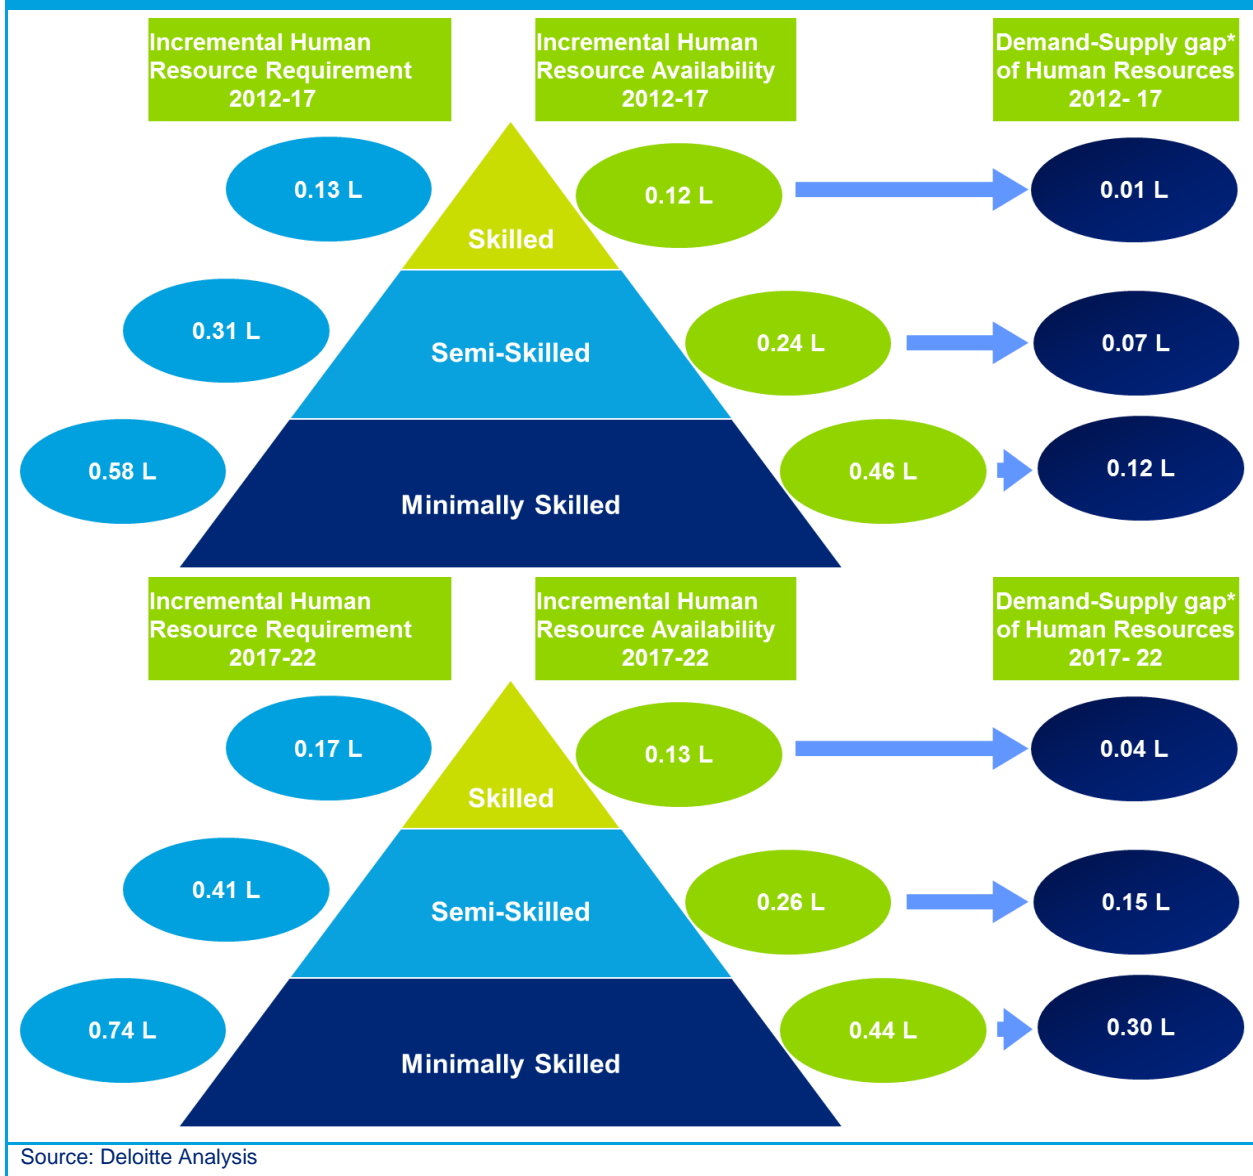 Incremental Human
Resource Requirement
2012-17
Incremental Human
Resource Availability
2012-17
Demand-Supply gap*
of Human Resources
2012- 17
0.13 L
Skilled
0.12 L
0.01 L
0.31 L
Semi-Skilled
0.24 L
0.07 L
0.58 L
Minimally Skilled
0.46 L
0.12 L
Incremental Human
Resource Requirement
2017-22
Incremental Human
Resource Availability
2017-22
Demand-Supply gap*
of Human Resources
2017- 22
0.17 L
Skilled
0.13 L
0.04 L
0.41 L
Semi-Skilled
0.26 L
0.15 L
0.74 L
Minimally Skilled
0.44 L
0.30 L
Source: Deloitte Analysis